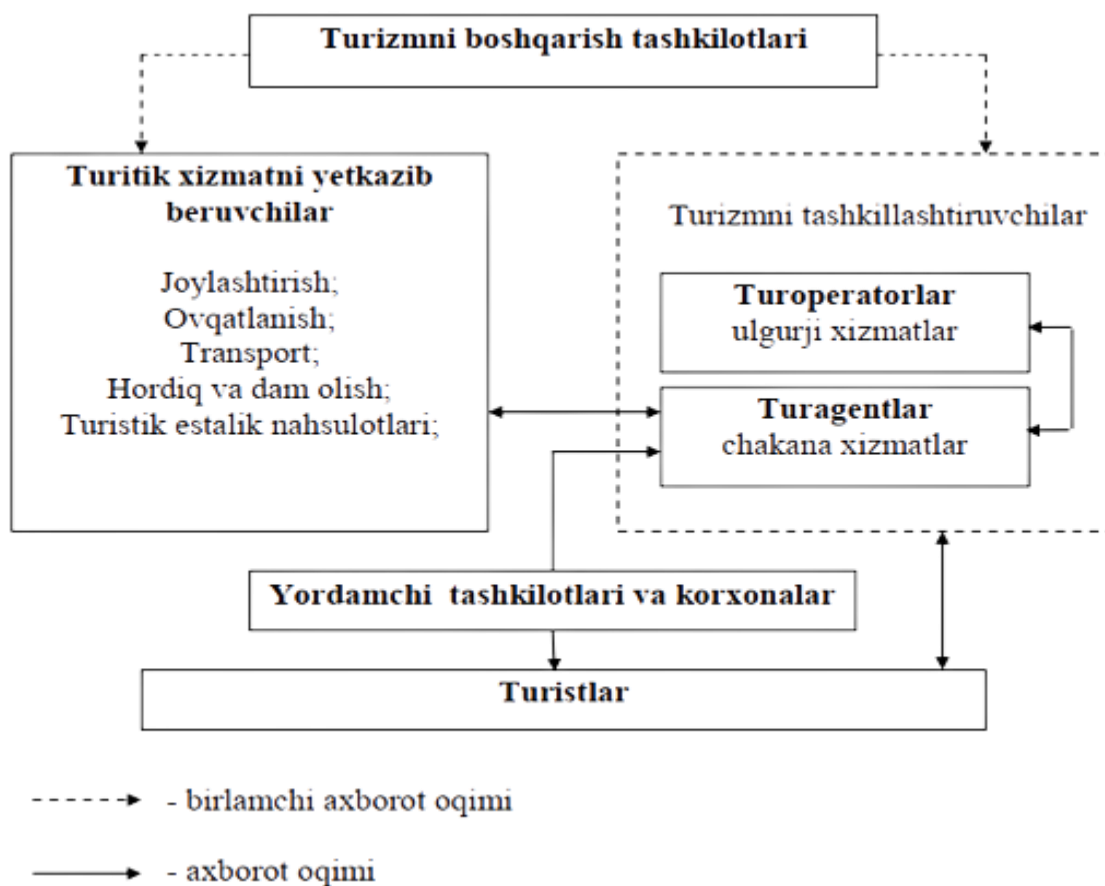 Turizmni boshqarish tashkilotlari
Turitik xizmatni yetkazib
beruvchilar
Joylashtirish;
Ovqatlanish;
Transport;
Hordiq va dam olish;
Turistik estalik nahsulotlari;
Turizmni tashkillashtiruvchilar
Turoperatorlar
ulgurji xizmatlar
Turagentlar
chakana xizmatlar
Yordamchi tashkilotlari va korxonalar
Turistlar
- birlamchi axborot oqimi
- axborot oqimi